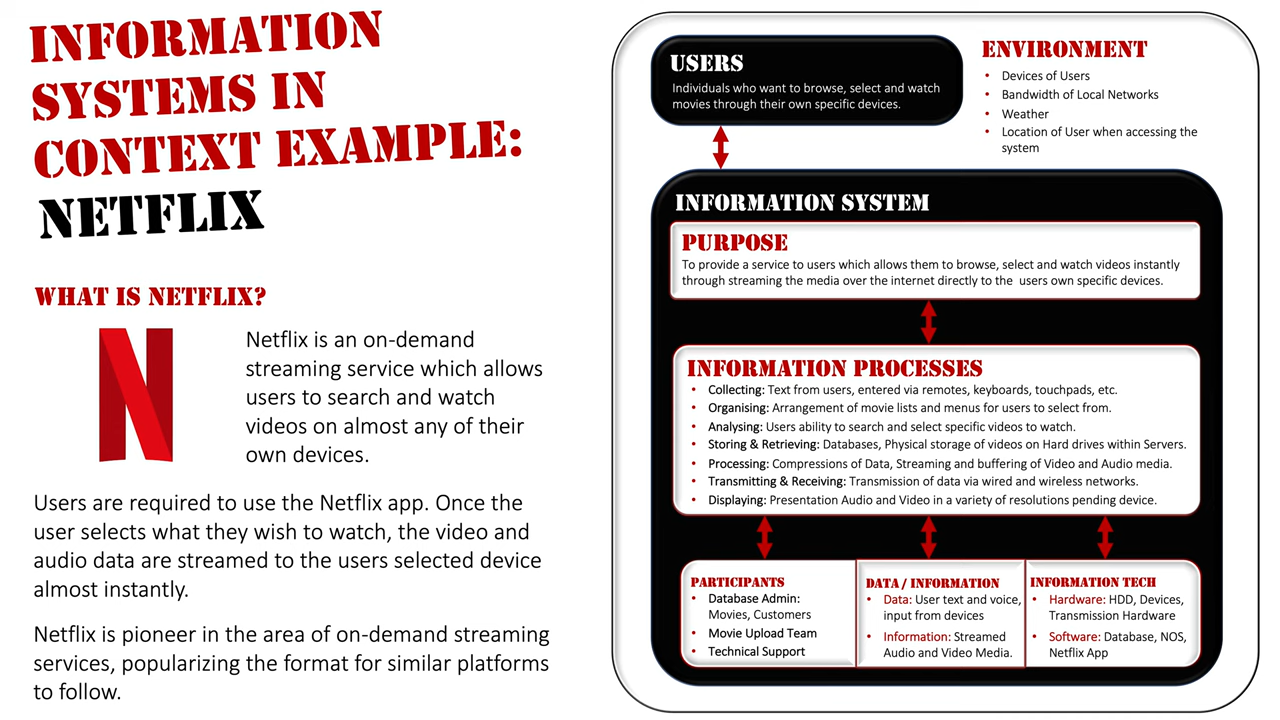 INFORMATION
SYSTEMS IN
CONTEXT EXAMPLE:
NETFLIX
WHAT IS NETFLIX?
Netflix is an on-demand
streaming service which allows
users to search and watch
videos on almost any of their
own devices.
Users are required to use the Netflix app. Once the
user selects what they wish to watch, the video and
audio data are streamed to the users selected device
almost instantly.
Netflix is pioneer in the area of on-demand streaming
services, popularizing the format for similar platforms
to follow.
USERS
Individuals who want to browse, select and watch
movies through their own specific devices.
ENVIRONMENT
• Devices of Users
• Bandwidth of Local Networks
• Weather
• Location of User when accessing the
system
INFORMATION SYSTEM
PURPOSE
To provide a service to users which allows them to browse, select and watch videos instantly
through streaming the media over the internet directly to the users own specific devices.
INFORMATION PROCESSES
• Collecting: Text from users, entered via remotes, keyboards, touchpads, etc.
• Organising: Arrangement of movie lists and menus for users to select from.
• Analysing: Users ability to search and select specific videos to watch.
• Storing & Retrieving: Databases, Physical storage of videos on Hard drives within Servers.
• Processing: Compressions of Data, Streaming and buffering of Video and Audio media.
• Transmitting & Receiving: Transmission of data via wired and wireless networks.
• Displaying: Presentation Audio and Video in a variety of resolutions pending device.
PARTICIPANTS
• Database Admin:
Movies, Customers
• Movie Upload Team
• Technical Support
DATA / INFORMATION
• Data: User text and voice,
input from devices
• Information: Streamed
Audio and Video Media.
INFORMATION TECH
• Hardware: HDD, Devices,
Transmission Hardware
• Software: Database, NOS,
Netflix App